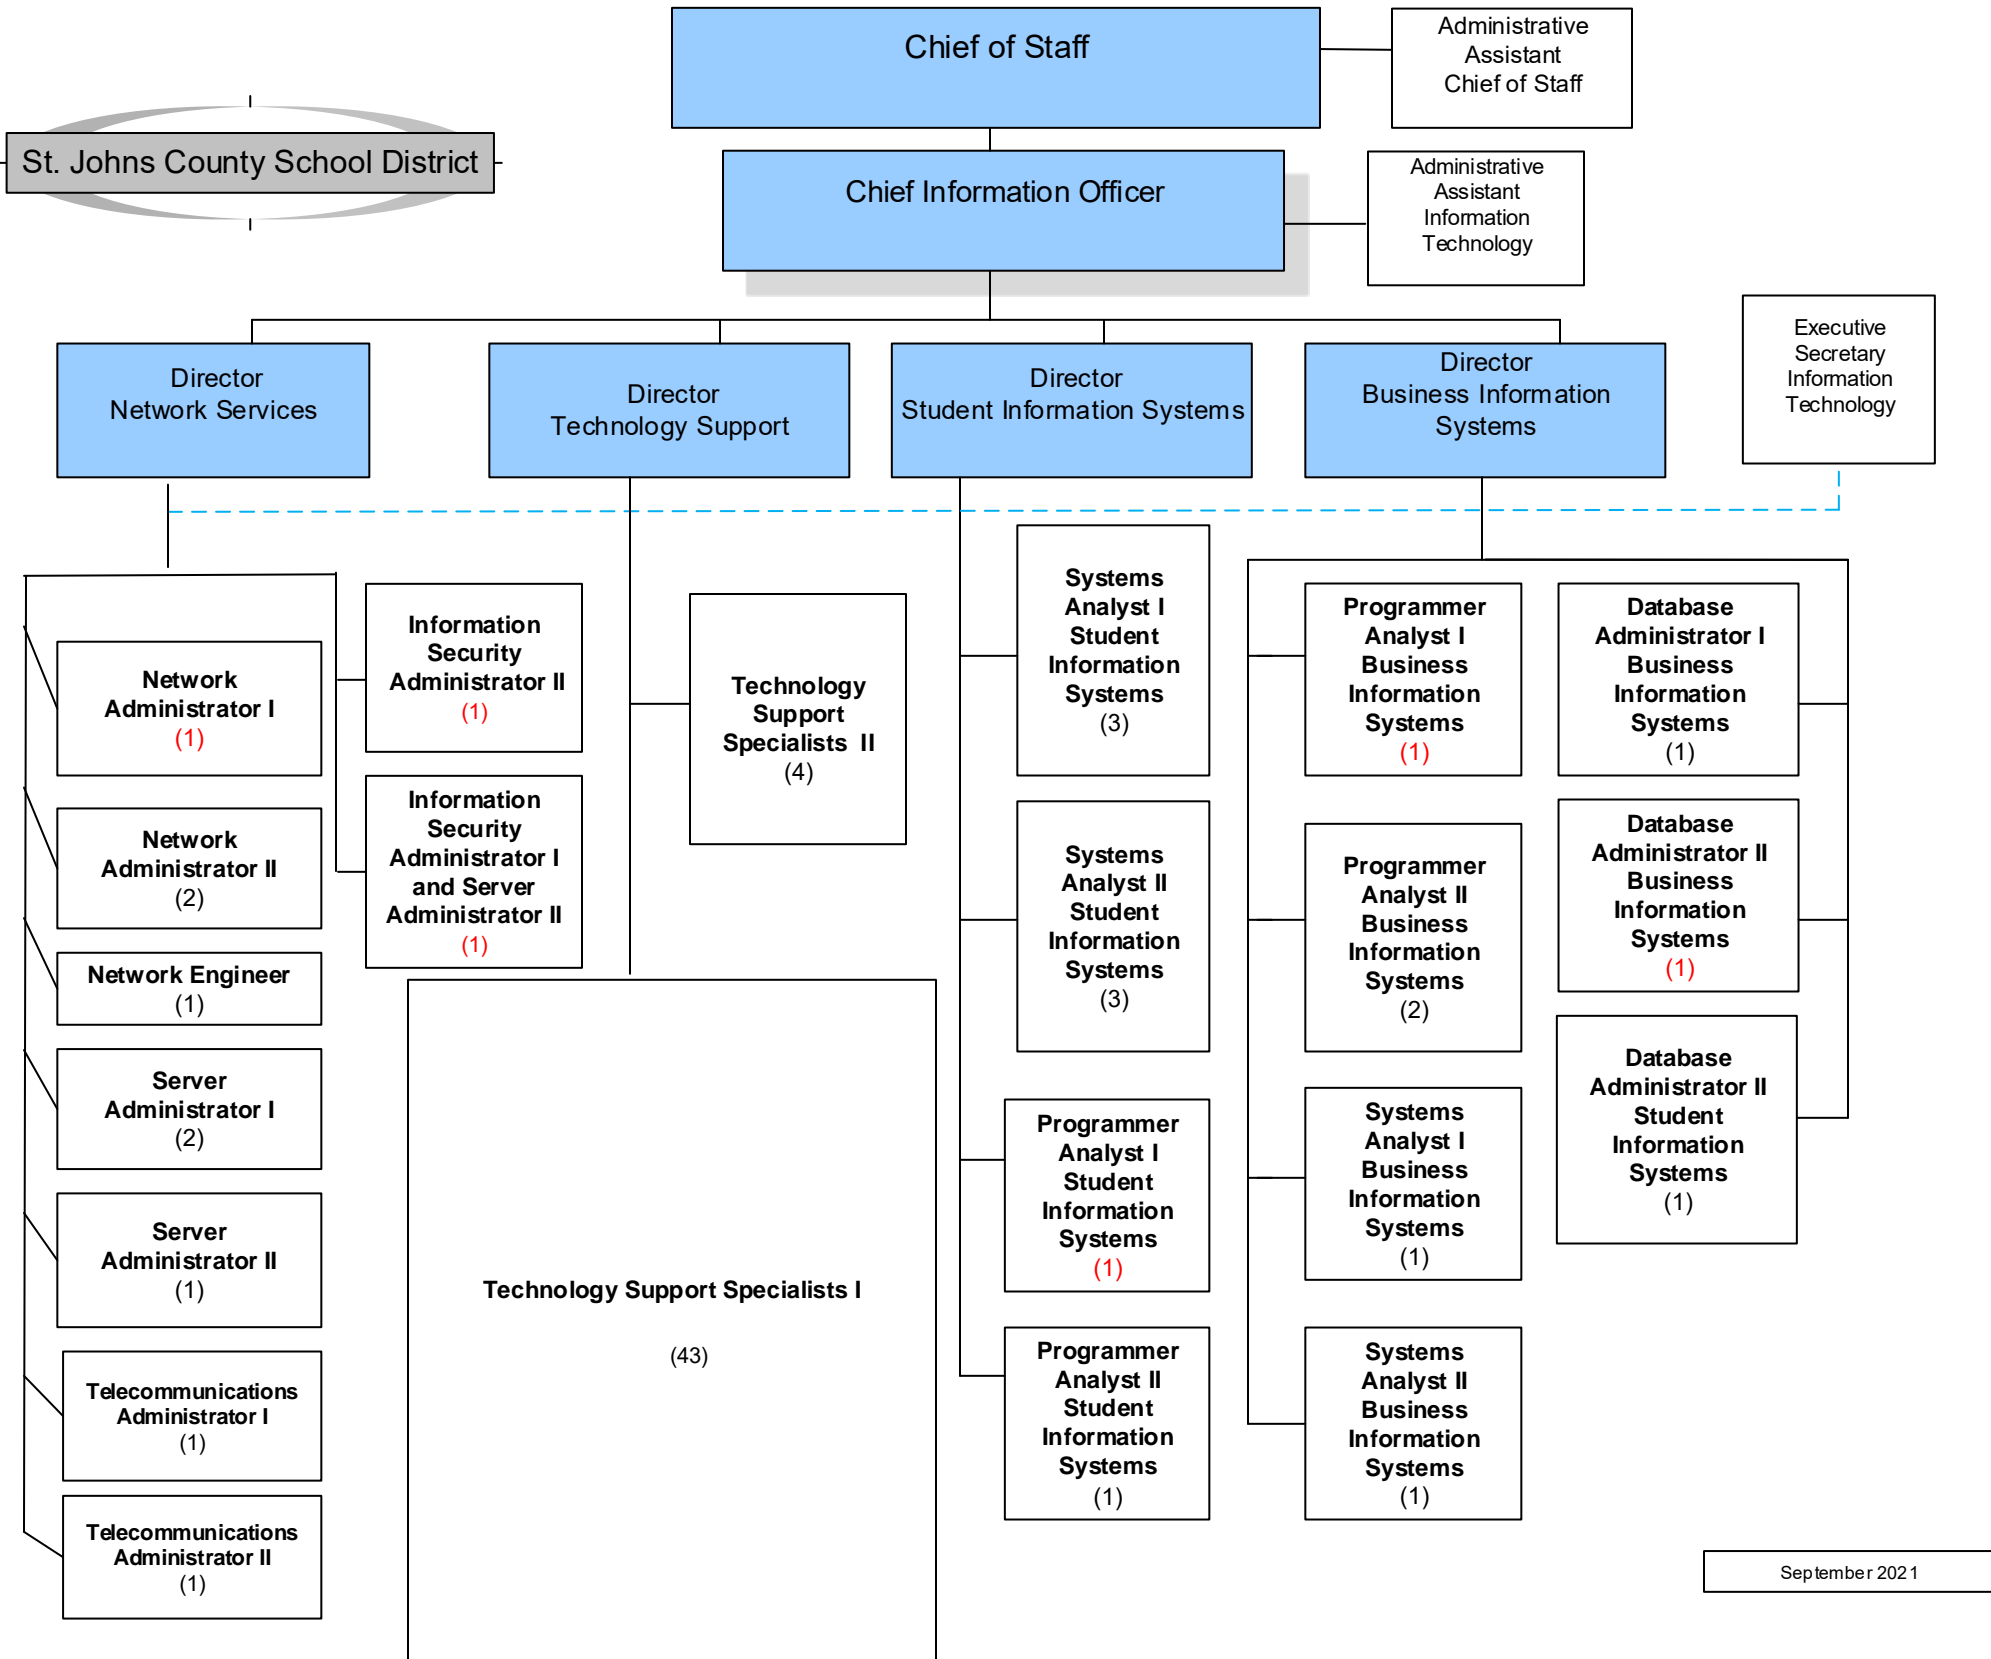 Chief of Staff
Administrative
Assistant
Chief of Staff
St. Johns County School District
Chief Information Officer
Administrative
Assistant
Information
Technology
Executive
Secretary
Information
Technology
Director
Network Services
Director
Technology Support
Director
Student Information Systems
Director
Business Information
Systems
Network
Administrator I
(1)
Network
Administrator II
(2)
Network Engineer
(1)
Server
Administrator I
(2)
Server
Administrator II
(1)
Telecommunications
Administrator I
(1)
Telecommunications
Administrator II
(1)
Information
Security
Administrator II
(1)
Information
Security
Administrator I
and Server
Administrator II
(1)
Technology
Support
Specialists II
(4)
Technology Support Specialists I
(43)
Systems
Analyst I
Student
Information
Systems
(3)
Systems
Analyst II
Student
Information
Systems
(3)
Programmer
Analyst I
Student
Information
Systems
(1)
Programmer
Analyst II
Student
Information
Systems
(1)
Programmer
Analyst I
Business
Information
Systems
(1)
Programmer
Analyst II
Business
Information
Systems
(2)
Systems
Analyst I
Business
Information
Systems
(1)
Systems
Analyst II
Business
Information
Systems
(1)
Database
Administrator I
Business
Information
Systems
(1)
Database
Administrator II
Business
Information
Systems
(1)
Database
Administrator II
Student
Information
Systems
(1)
September 2021